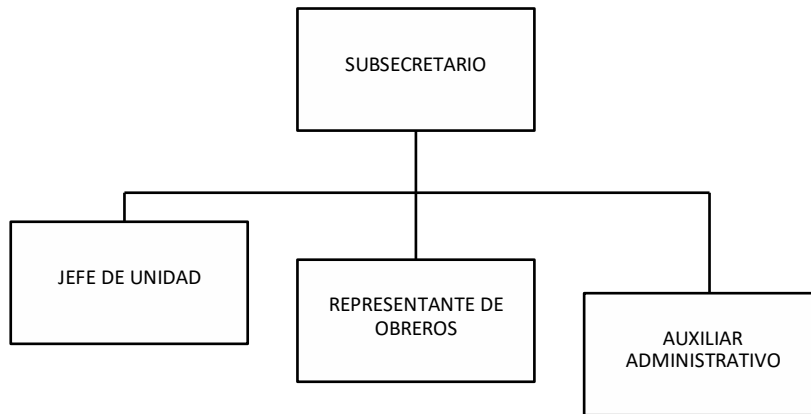 SUBSECRETARIO
JEFE DE UNIDAD
REPRESENTANTE DE
OBREROS
AUXILIAR
ADMINISTRATIVO